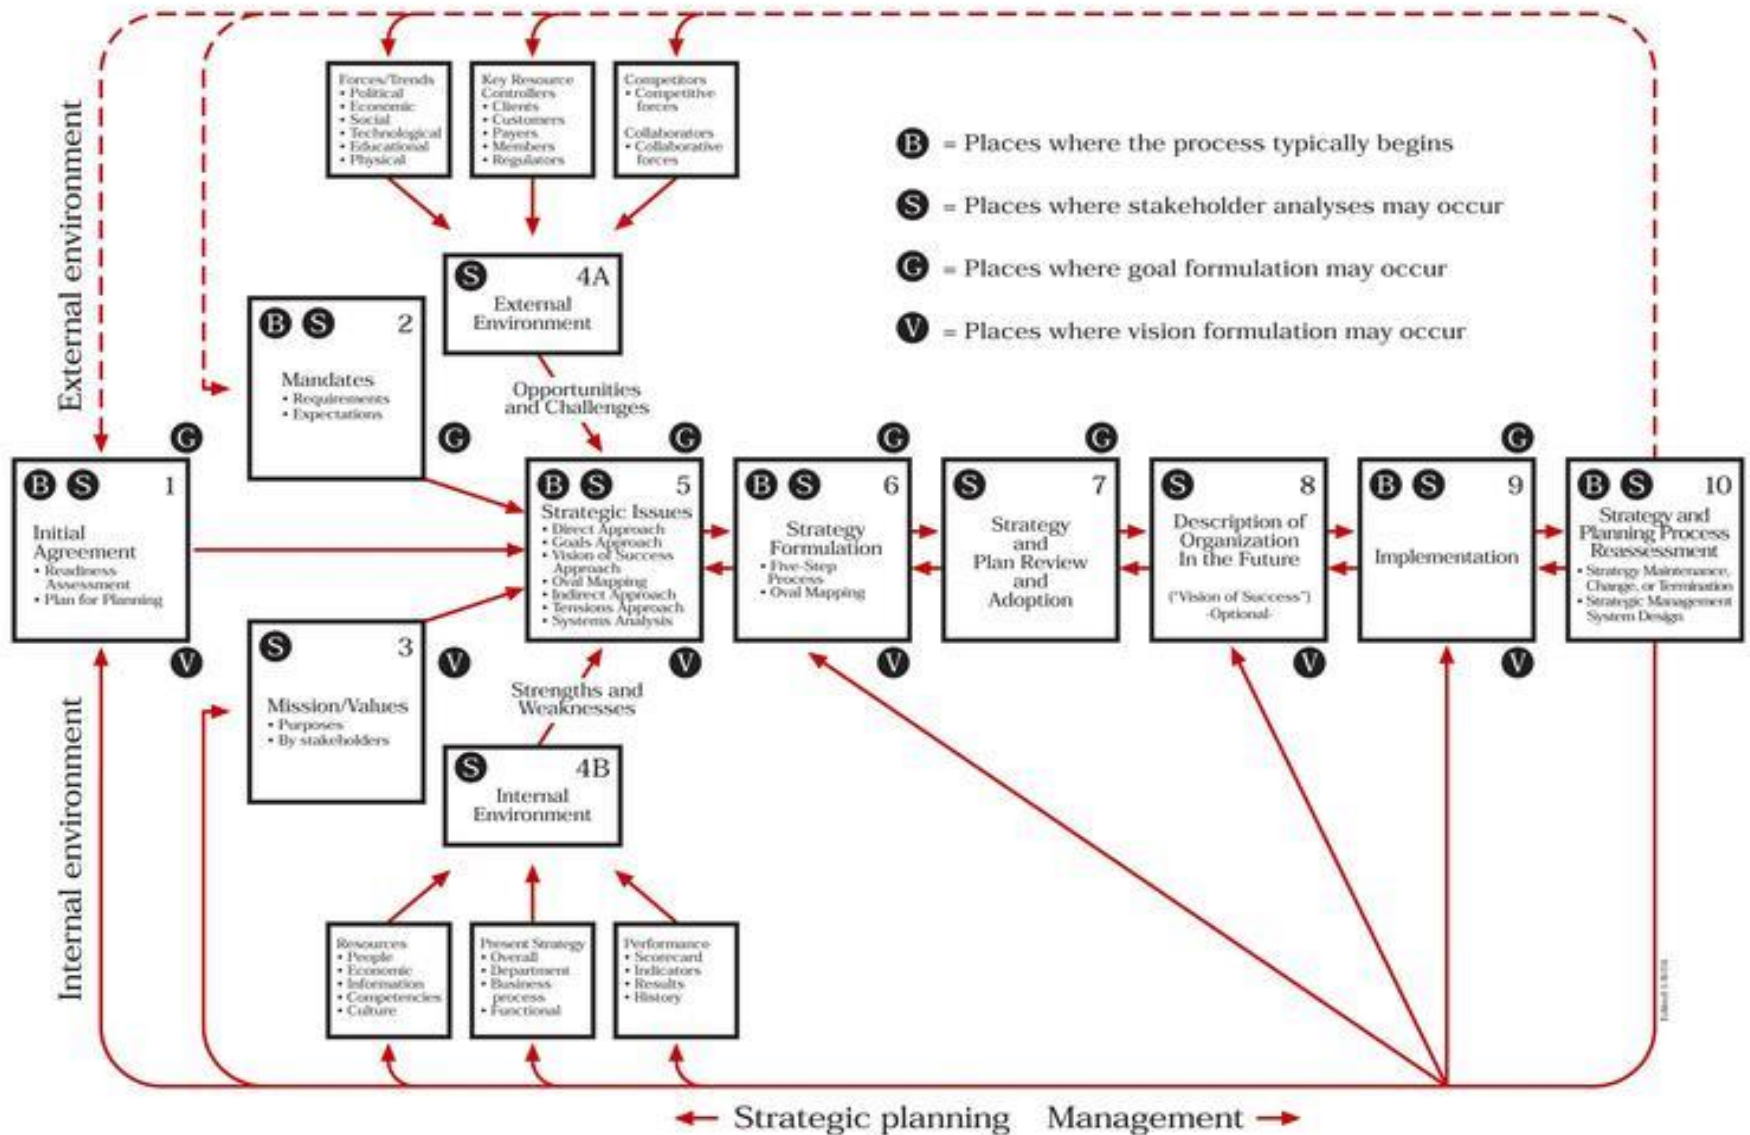 Forces/Trends
• Political
• Economic
• Social
• Technological
• Educational
• Physical
Key Resource
Controllers
• Clients
• Customers
• Payers
• Members
• Regulators
Competitors
• Competitive
forces
Collaborators
• Collaborative
forces
B = Places where the process typically begins
S = Places where stakeholder analyses may occur
G = Places where goal formulation may occur
V = Places where vision formulation may occur
External environment
S 4A
External
Environment
B S 2
Mandates
• Requirements
• Expectations
Opportunities
and Challenges
G
G
G
G
G
G
B S 1
Initial
Agreement
• Readiness
Assessment
• Plan for Planning
B S 5
Strategic Issues
• Direct Approach
• Goals Approach
• Vision of Success
Approach
• Oval Mapping
• Indirect Approach
• Tensions Approach
• Systems Analysis
B S 6
Strategy
Formulation
• Five-Step
Process
• Oval Mapping
S 7
Strategy
and
Plan Review
and
Adoption
S 8
Description of
Organization
In the Future
("Vision of Success")
-Optional-
B S 9
Implementation
B S 10
Strategy and
Planning Process
Reassessment
• Strategy Maintenance,
Change, or Termination
• Strategic Management
System Design
V
V
V
V
V
V
S 3
Mission/Values
• Purposes
• By stakeholders
Strengths and
Weaknesses
Internal environment
S 4B
Internal
Environment
Resources
• People
• Economic
• Information
• Competencies
• Culture
Present Strategy
• Overall
• Department
• Business
process
• Functional
Performance
• Scorecard
• Indicators
• Results
• History
Strategic planning Management